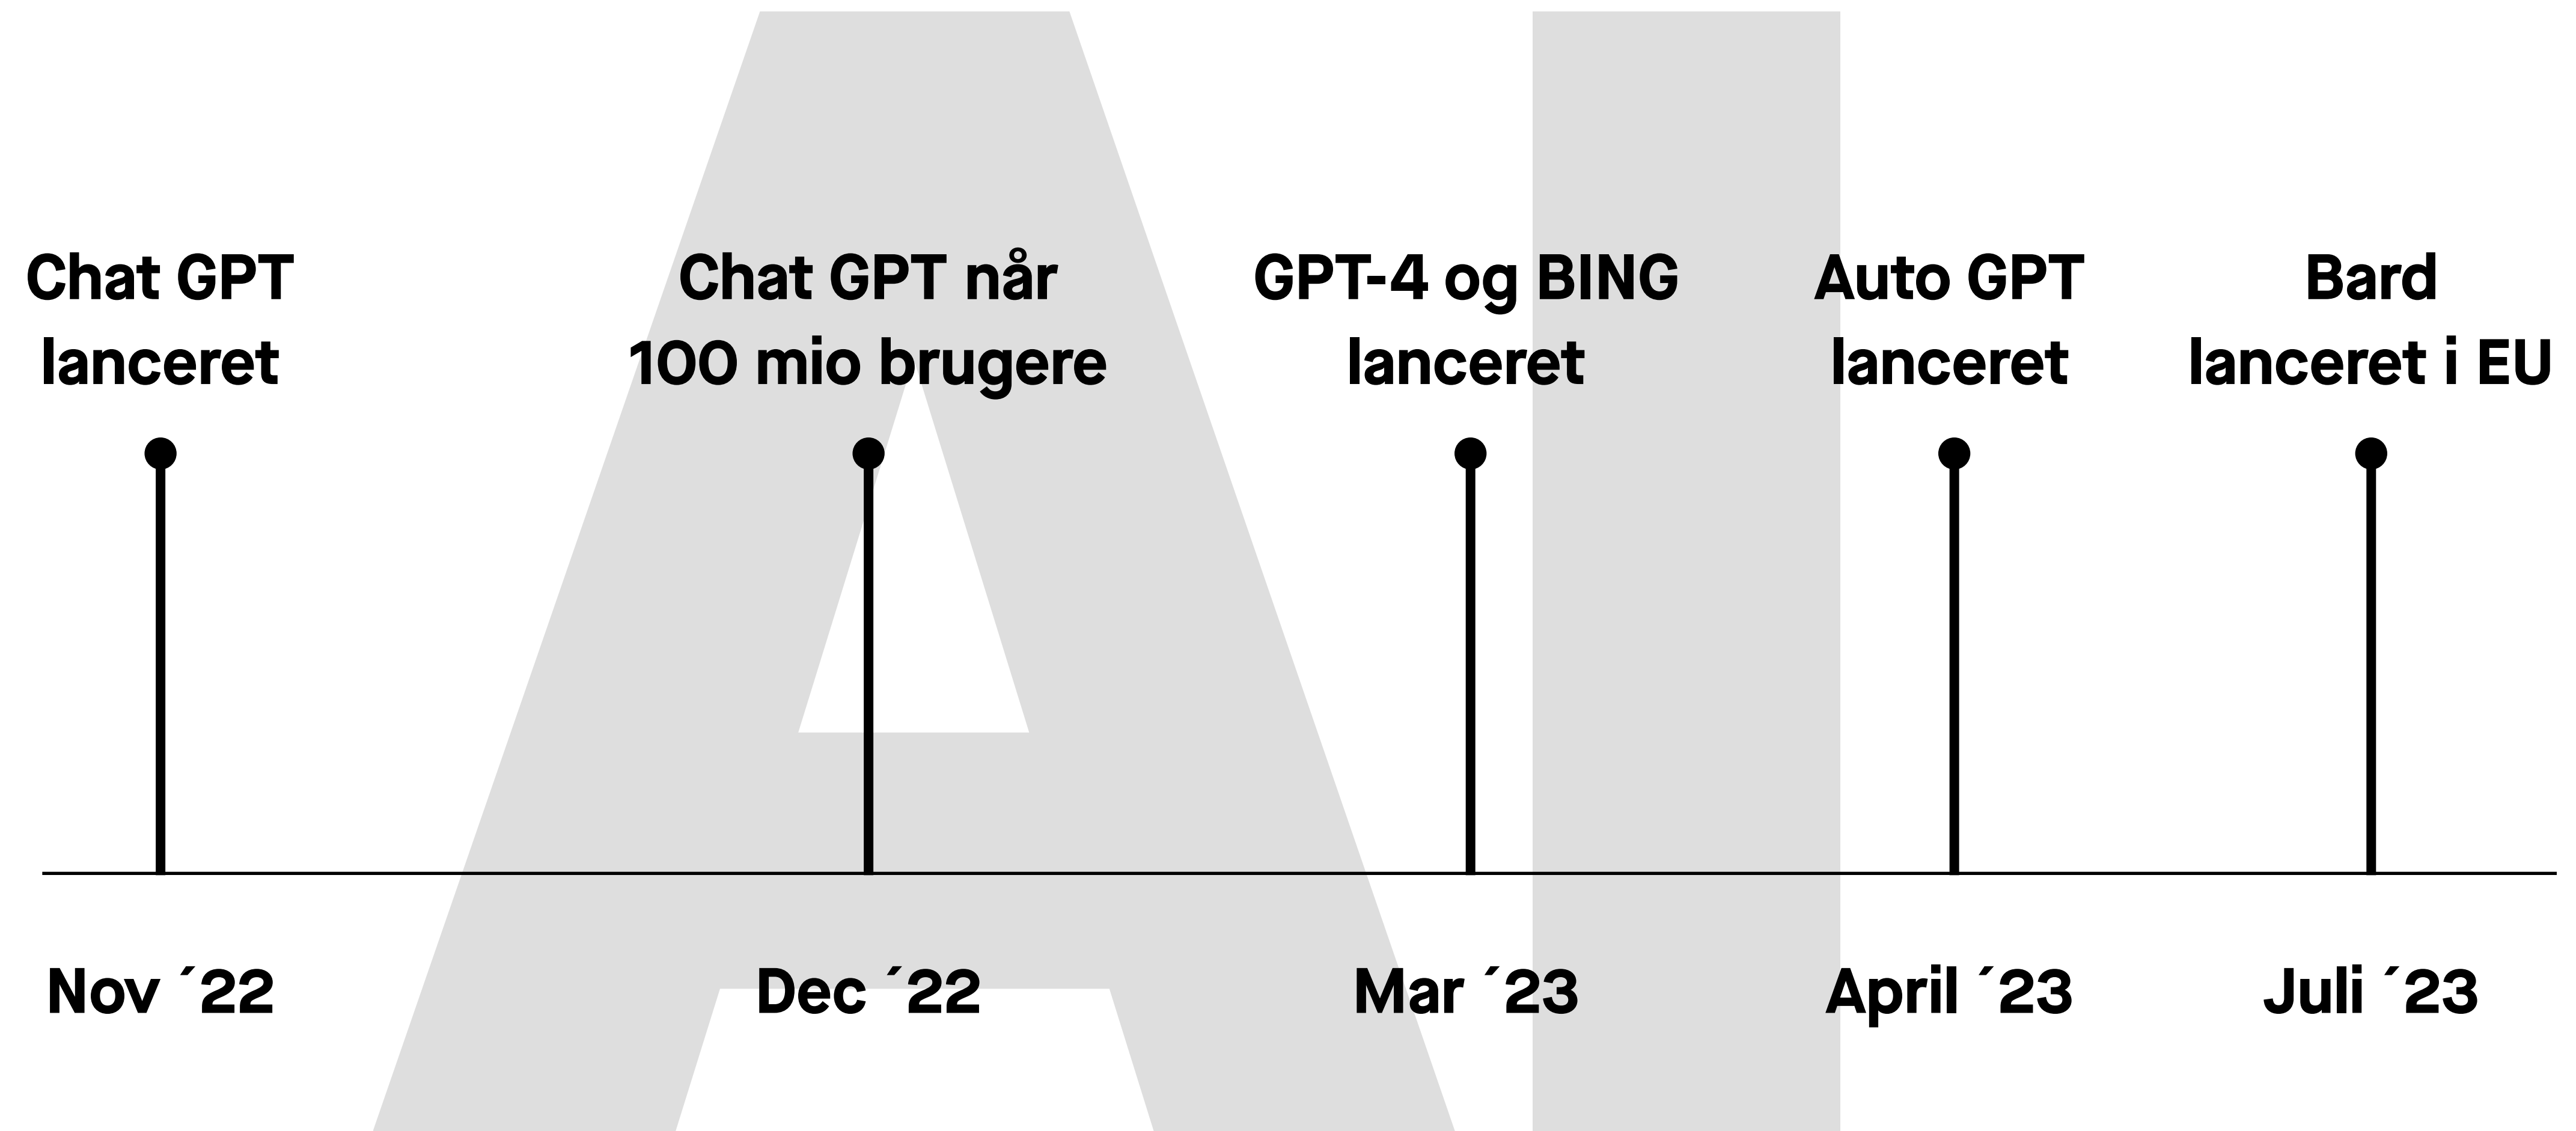 AI
Chat GPT
lanceret
Chat GPT når
100 mio brugere
GPT-4 og BING
lanceret
Auto GPT
lanceret
Bard
lanceret i EU
Nov ´22
Dec ´22
Mar ´23
April ´23
Juli ´23